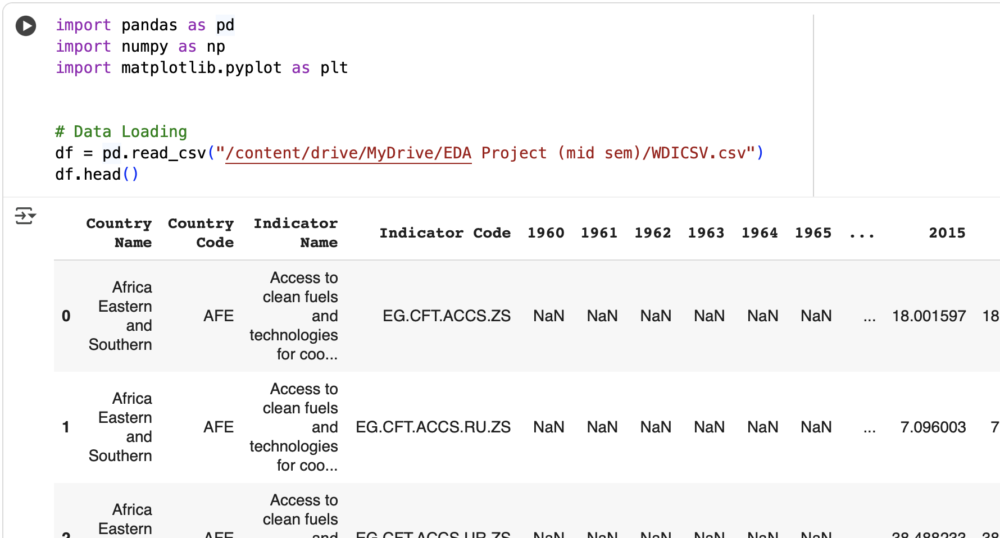 import pandas as pd
import numpy as np
import matplotlib.pyplot as plt
# Data Loading
df = pd.read_csv("/content/drive/MyDrive/EDA Project (mid sem)/WDICSV.csv")
df.head()
Country Name Country Code Indicator Name Indicator Code 1960 1961 1962 1963 1964 1965 ... 2015
0 Africa Eastern and Southern AFE Access to clean fuels and technologies for coo... EG.CFT.ACCS.ZS NaN NaN NaN NaN NaN NaN ... 18.001597 18
1 Africa Eastern and Southern AFE Access to clean fuels and technologies for coo... EG.CFT.ACCS.RU.ZS NaN NaN NaN NaN NaN NaN ... 7.096003 7
2 Africa Eastern AFE Access to clean fuels and EG.CFT.ACCS.UR.ZS NaN NaN NaN NaN NaN NaN 38.488233 38